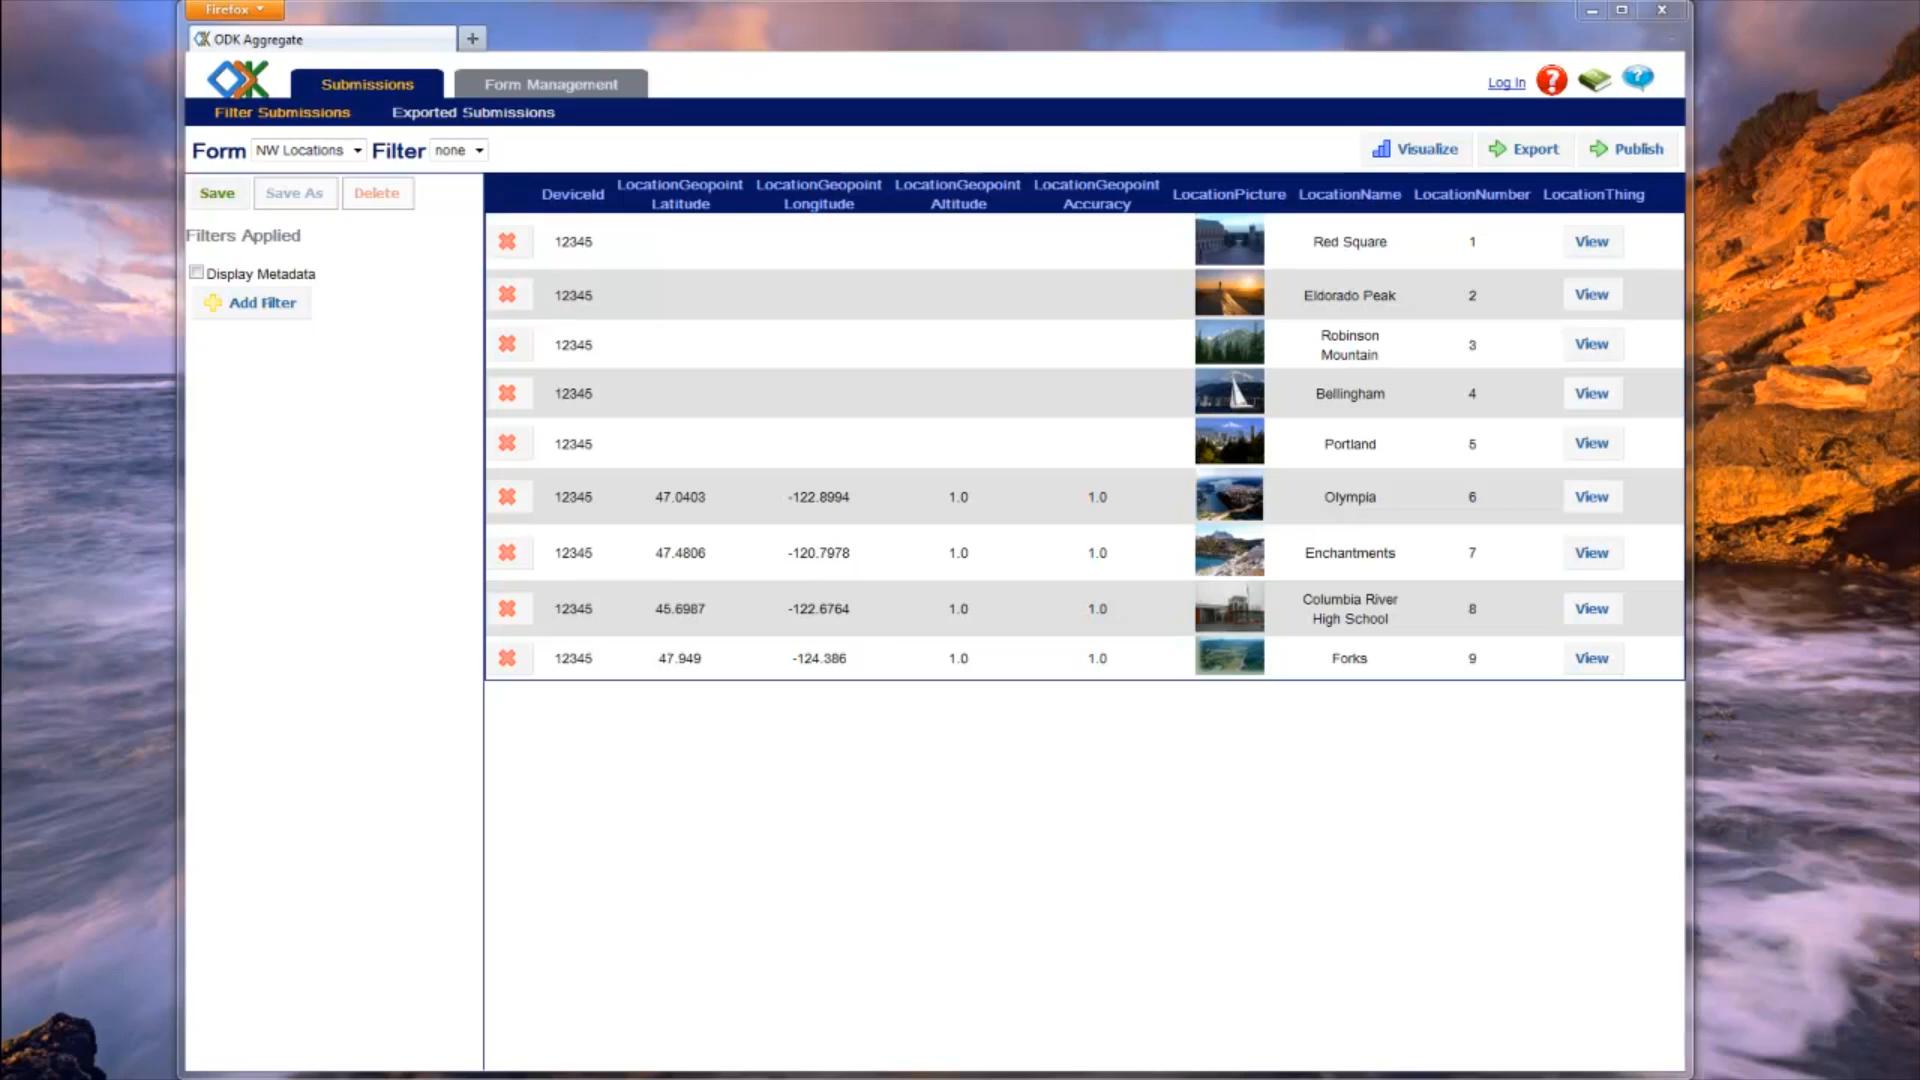 Firefox
ODK Aggregate
Submissions
Form Management
Log In
Filter Submissions
Exported Submissions
Form NW Locations Filter none
Visualize
Export
Publish
Save
Save As
Delete
Filters Applied
Display Metadata
Add Filter
DeviceId
LocationGeopoint
Latitude
LocationGeopoint
Longitude
LocationGeopoint
Altitude
LocationGeopoint
Accuracy
LocationPicture
LocationName
LocationNumber
LocationThing
12345 Red Square 1 View
12345 Eldorado Peak 2 View
12345 Robinson
Mountain 3 View
12345 Bellingham 4 View
12345 Portland 5 View
12345 47.0403 -122.8994 1.0 1.0 Olympia 6 View
12345 47.4806 -120.7978 1.0 1.0 Enchantments 7 View
12345 45.6987 -122.6764 1.0 1.0 Columbia River
High School 8 View
12345 47.949 -124.386 1.0 1.0 Forks 9 View